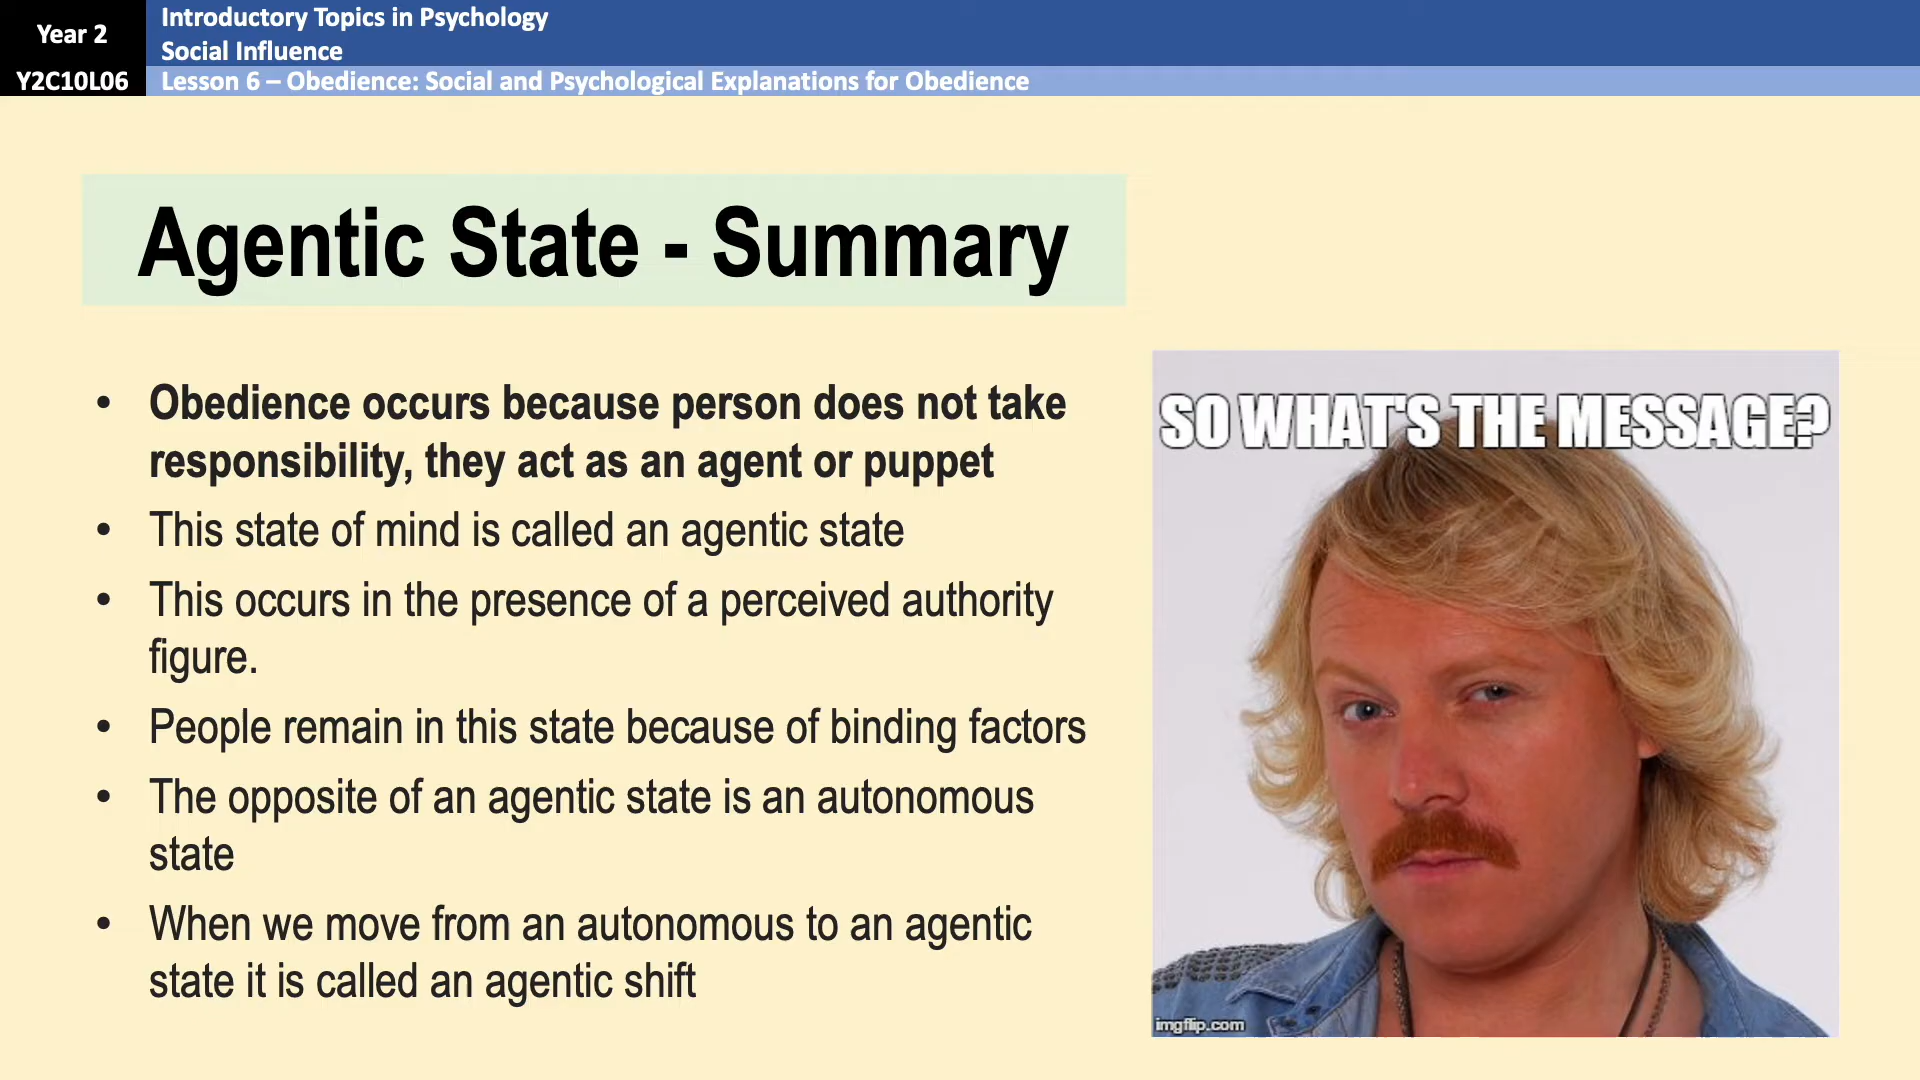 Year 2
Introductory Topics in Psychology
Social Influence
Y2C10L06
Lesson 6 – Obedience: Social and Psychological Explanations for Obedience
Agentic State - Summary
• Obedience occurs because person does not take
responsibility, they act as an agent or puppet
• This state of mind is called an agentic state
• This occurs in the presence of a perceived authority
figure.
• People remain in this state because of binding factors
• The opposite of an agentic state is an autonomous
state
• When we move from an autonomous to an agentic
state it is called an agentic shift
SO WHAT'S THE MESSAGE?
imgflip.com